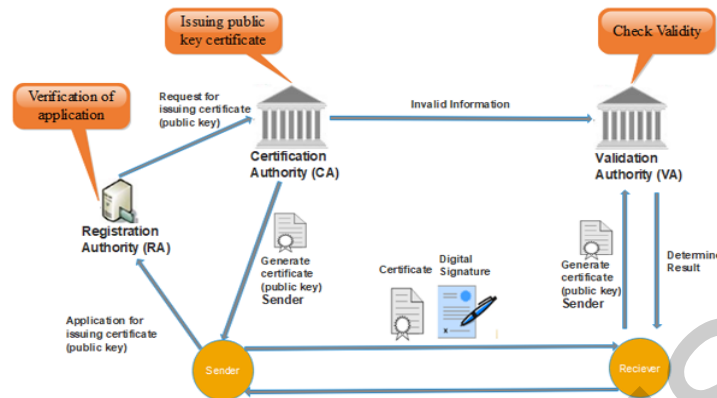 Issuing public
key certificate
Check Validity
Verification of
application
Request for
issuing certificate
(public key)
Invalid Information
Certification
Authority (CA)
Validation
Authority (VA)
Registration
Authority (RA)
Generate
certificate
(public key)
Sender
Certificate
Digital
Signature
Generate
certificate
(public key)
Sender
Determine
Result
Application for
issuing certificate
(public key)
Sender
Reciever